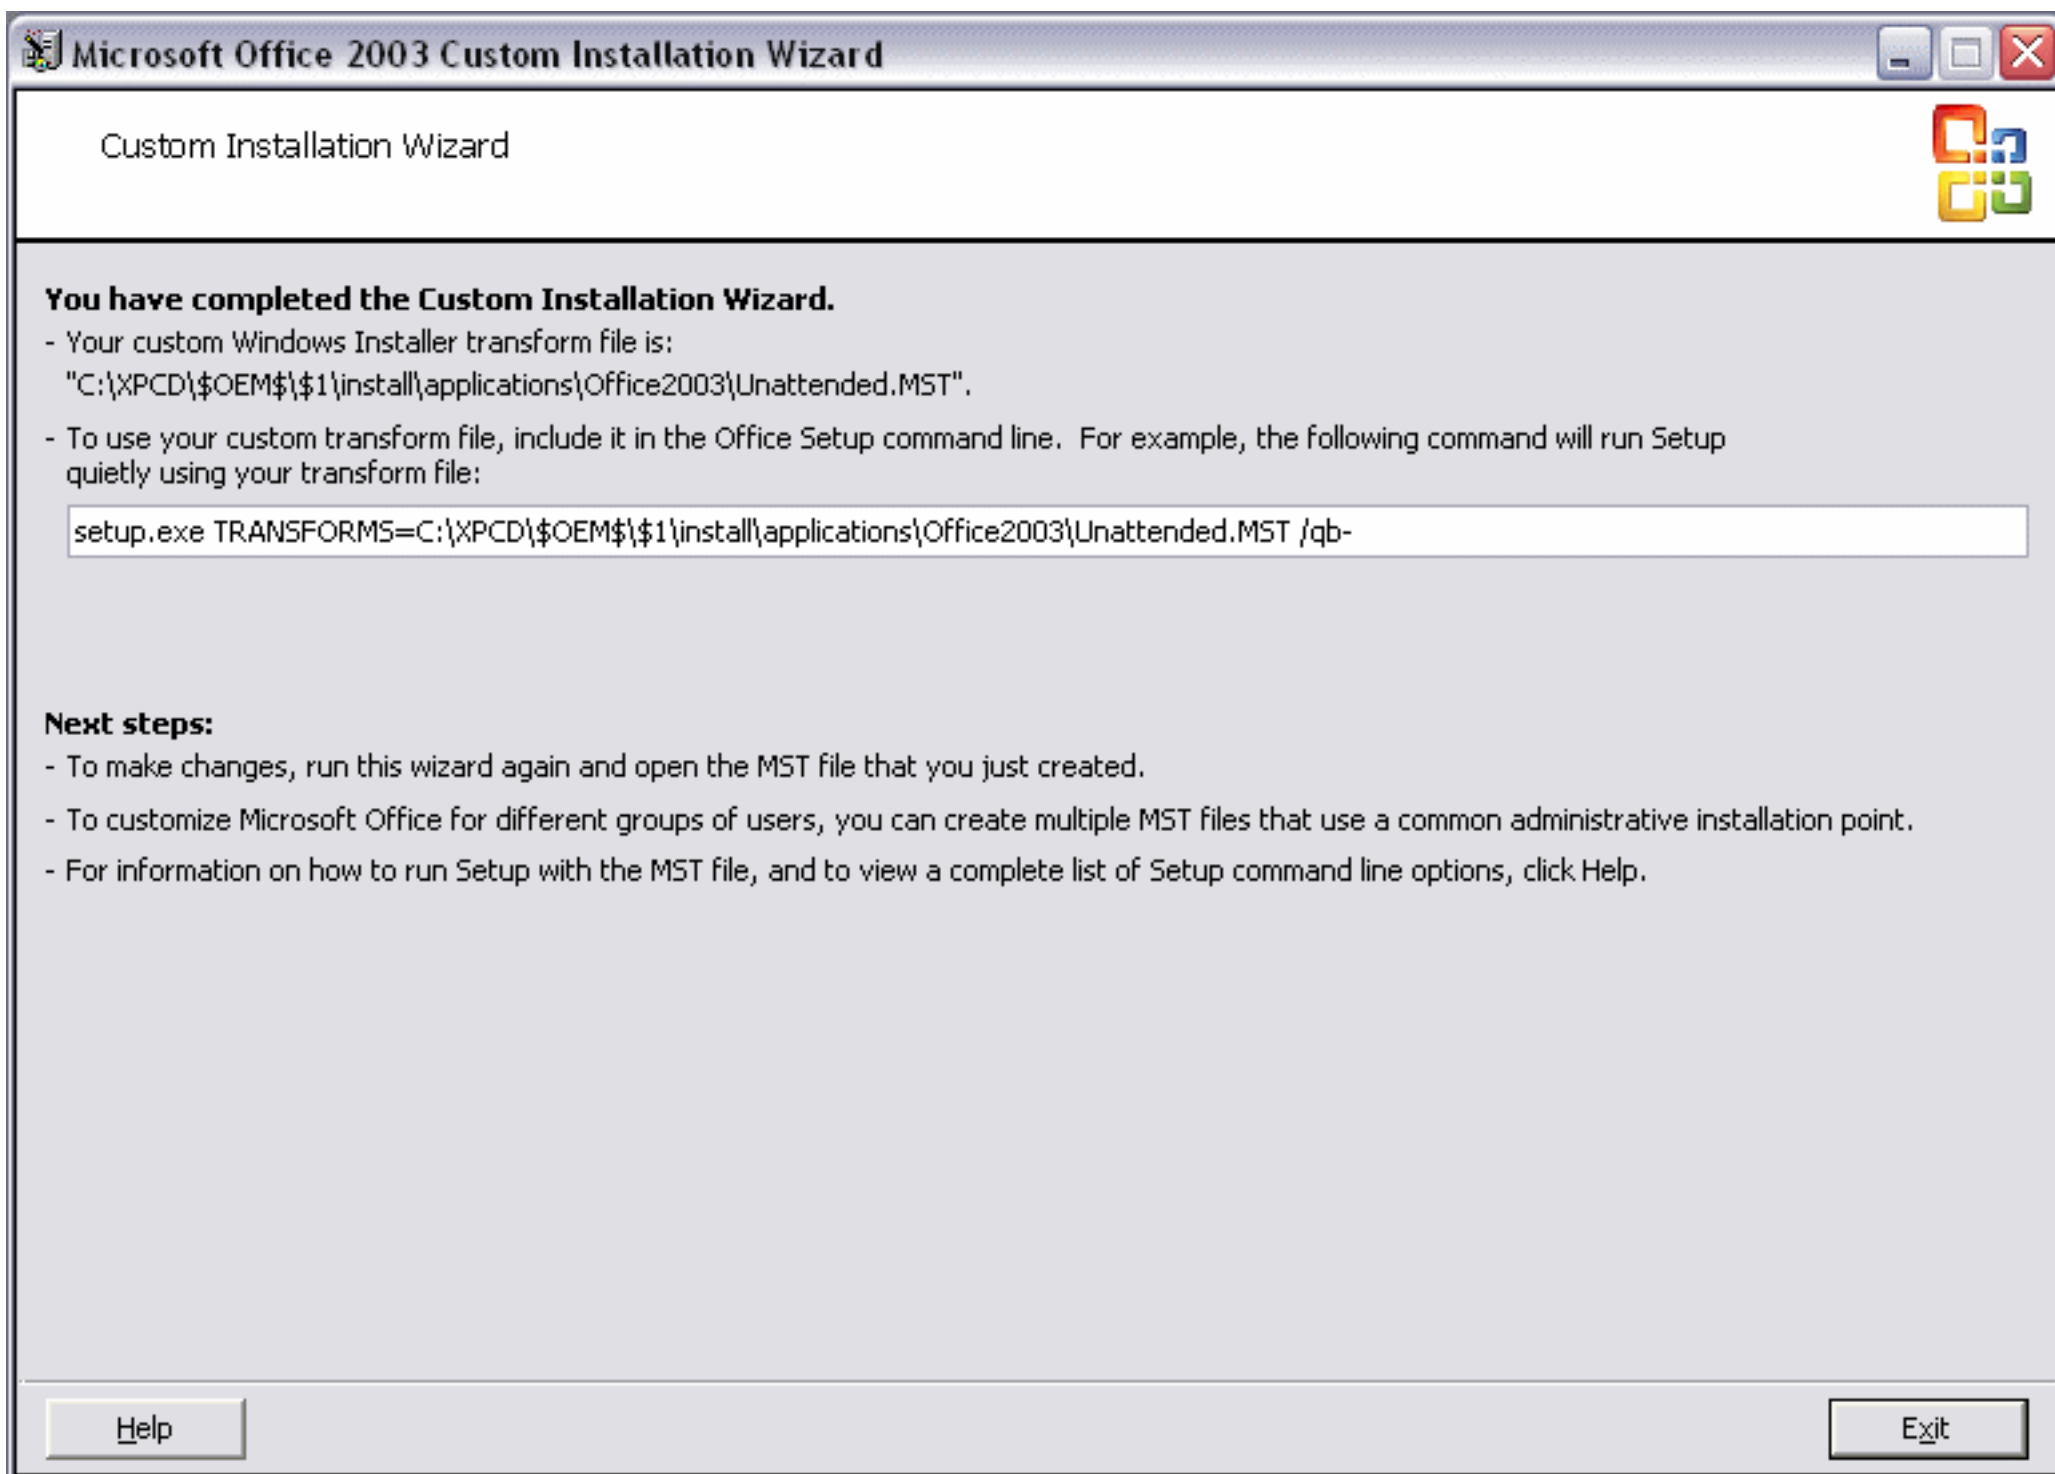 Microsoft Office 2003 Custom Installation Wizard
Custom Installation Wizard
You have completed the Custom Installation Wizard.
- Your custom Windows Installer transform file is:
"C:\XPCD\$OEM$\$1\install\applications\Office2003\Unattended.MST".
- To use your custom transform file, include it in the Office Setup command line.  For example, the following command will run Setup
quietly using your transform file:
setup.exe TRANSFORMS=C:\XPCD\$OEM$\$1\install\applications\Office2003\Unattended.MST /qb-
Next steps:
- To make changes, run this wizard again and open the MST file that you just created.
- To customize Microsoft Office for different groups of users, you can create multiple MST files that use a common administrative installation point.
- For information on how to run Setup with the MST file, and to view a complete list of Setup command line options, click Help.
Help
Exit